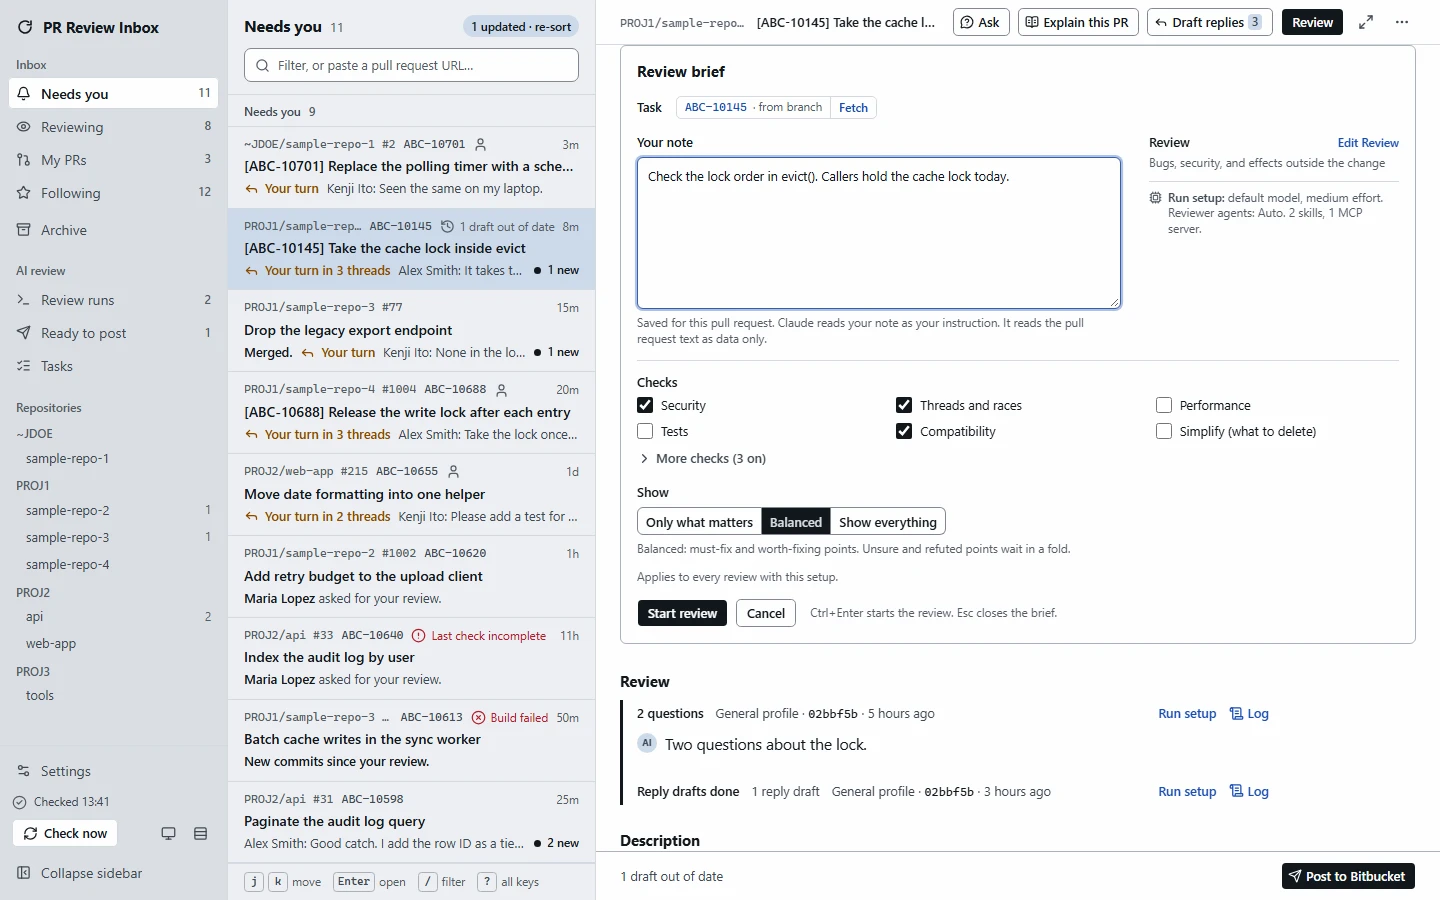 PR Review Inbox
Inbox
Needs you 11
Reviewing 8
My PRs 3
Following 12
Archive
AI review
Review runs 2
Ready to post 1
Tasks
Repositories
~JDOE
sample-repo-1
PROJ1
sample-repo-2 1
sample-repo-3 1
sample-repo-4
PROJ2
api 2
web-app
PROJ3
tools
Settings
Checked 13:41
Check now
Collapse sidebar
Needs you 11
1 updated · re-sort
Filter, or paste a pull request URL...
Needs you 9
~JDOE/sample-repo-1 #2 ABC-10701 3m
[ABC-10701] Replace the polling timer with a sche...
Your turn Kenji Ito: Seen the same on my laptop.
PROJ1/sample-rep... ABC-10145 1 draft out of date 8m
[ABC-10145] Take the cache lock inside evict
Your turn in 3 threads Alex Smith: It takes t... 1 new
PROJ1/sample-repo-3 #77 15m
Drop the legacy export endpoint
Merged. Your turn Kenji Ito: None in the lo... 1 new
PROJ1/sample-repo-4 #1004 ABC-10688 20m
[ABC-10688] Release the write lock after each entry
Your turn in 3 threads Alex Smith: Take the lock once...
PROJ2/web-app #215 ABC-10655 1d
Move date formatting into one helper
Your turn in 2 threads Kenji Ito: Please add a test for ...
PROJ1/sample-repo-2 #1002 ABC-10620 1h
Add retry budget to the upload client
Maria Lopez asked for your review.
PROJ2/api #33 ABC-10640 Last check incomplete 11h
Index the audit log by user
Maria Lopez asked for your review.
PROJ1/sample-repo-3 ... ABC-10613 Build failed 50m
Batch cache writes in the sync worker
New commits since your review.
PROJ2/api #31 ABC-10598 25m
Paginate the audit log query
Alex Smith: Good catch. I add the row ID as a tie... 2 new
j k move Enter open / filter ? all keys
PROJ1/sample-repo... [ABC-10145] Take the cache l...
Ask
Explain this PR
Draft replies 3
Review
Review brief
Task ABC-10145 · from branch Fetch
Your note
Check the lock order in evict(). Callers hold the cache lock today.
Saved for this pull request. Claude reads your note as your instruction. It reads the pull
request text as data only.
Review Edit Review
Bugs, security, and effects outside the change
Run setup: default model, medium effort.
Reviewer agents: Auto. 2 skills, 1 MCP
server.
Checks
Security Threads and races Performance
Tests Compatibility Simplify (what to delete)
More checks (3 on)
Show
Only what matters Balanced Show everything
Balanced: must-fix and worth-fixing points. Unsure and refuted points wait in a fold.
Applies to every review with this setup.
Start review Cancel Ctrl+Enter starts the review. Esc closes the brief.
Review
2 questions General profile · 02bbf5b · 5 hours ago Run setup Log
AI Two questions about the lock.
Reply drafts done 1 reply draft General profile · 02bbf5b · 3 hours ago Run setup Log
Description
1 draft out of date
Post to Bitbucket